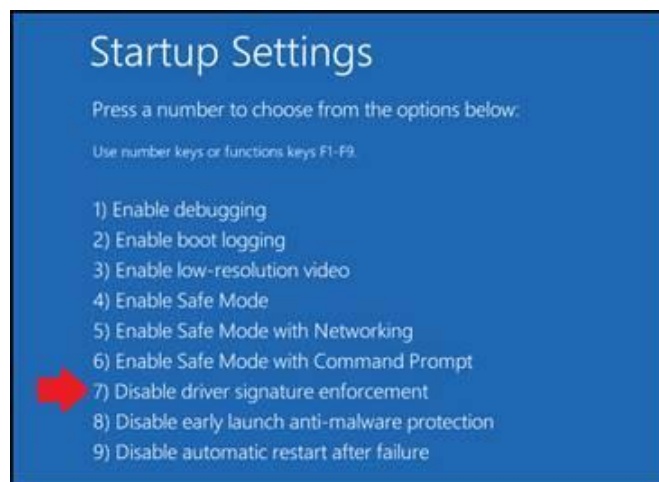 Startup Settings
Press a number to choose from the options below:
Use number keys or functions keys F1-F9.
1) Enable debugging
2) Enable boot logging
3) Enable low-resolution video
4) Enable Safe Mode
5) Enable Safe Mode with Networking
6) Enable Safe Mode with Command Prompt
7) Disable driver signature enforcement
8) Disable early launch anti-malware protection
9) Disable automatic restart after failure